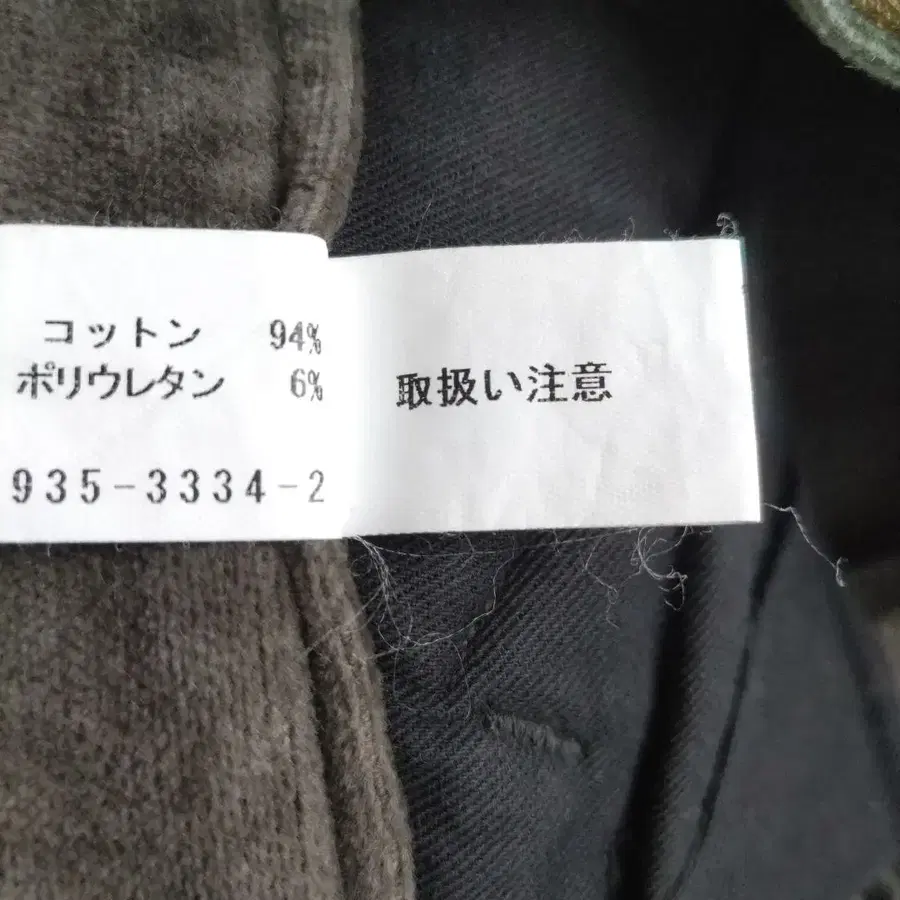 コットン 94%
ポリウレタン 6%
935-3334-2
取扱い注意